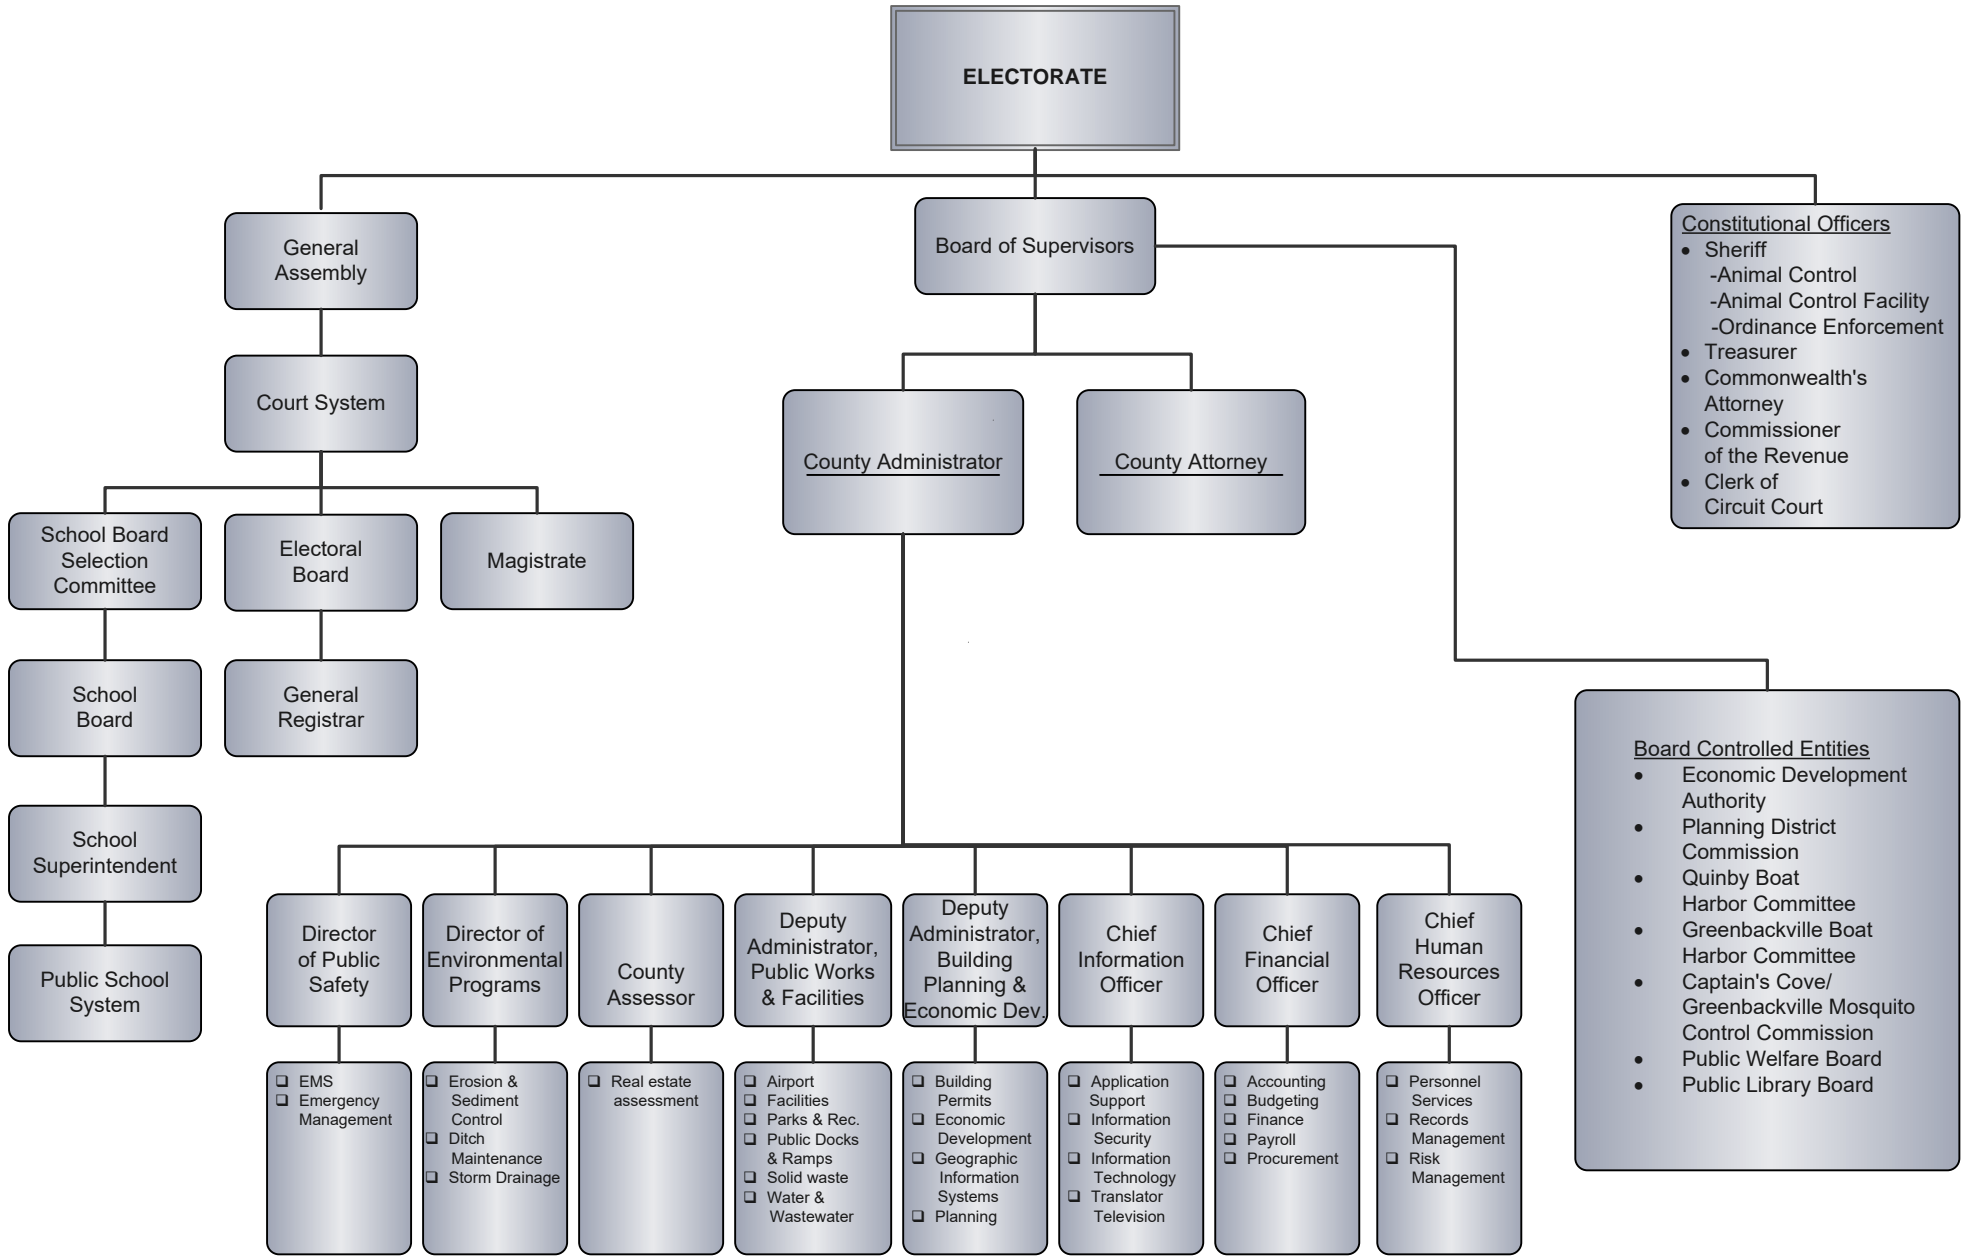 ELECTORATE
General
Assembly
Board of Supervisors
Constitutional Officers
• Sheriff
-Animal Control
-Animal Control Facility
-Ordinance Enforcement
• Treasurer
• Commonwealth's
Attorney
• Commissioner
of the Revenue
• Clerk of
Circuit Court
Court System
County Administrator
County Attorney
School Board
Selection
Committee
Electoral
Board
Magistrate
School
Board
General
Registrar
School
Superintendent
Public School
System
Board Controlled Entities
• Economic Development
Authority
• Planning District
Commission
• Quinby Boat
Harbor Committee
• Greenbackville Boat
Harbor Committee
• Captain's Cove/
Greenbackville Mosquito
Control Commission
• Public Welfare Board
• Public Library Board
Director
of Public
Safety
Director of
Environmental
Programs
County
Assessor
Deputy
Administrator,
Public Works
& Facilities
Deputy
Administrator,
Building
Planning &
Economic Dev.
Chief
Information
Officer
Chief
Financial
Officer
Chief
Human
Resources
Officer
❑ EMS
❑ Emergency
Management
❑ Erosion &
Sediment
Control
❑ Ditch
Maintenance
❑ Storm Drainage
❑ Real estate
assessment
❑ Airport
❑ Facilities
❑ Parks & Rec.
❑ Public Docks
& Ramps
❑ Solid waste
❑ Water &
Wastewater
❑ Building
Permits
❑ Economic
Development
❑ Geographic
Information
Systems
❑ Planning
❑ Application
Support
❑ Information
Security
❑ Information
Technology
❑ Translator
Television
❑ Accounting
❑ Budgeting
❑ Finance
❑ Payroll
❑ Procurement
❑ Personnel
Services
❑ Records
Management
❑ Risk
Management